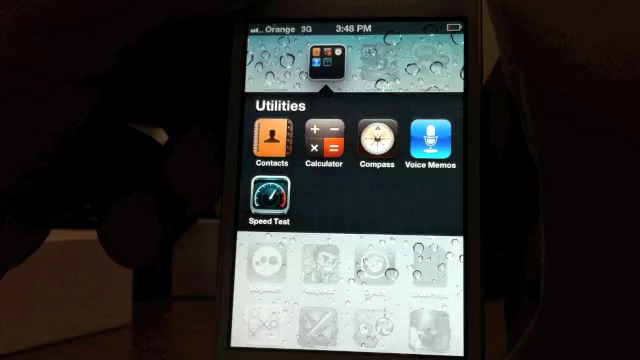 Orange 3G 3:48 PM
Utilities
Contacts Calculator Compass Voice Memos
Speed Test